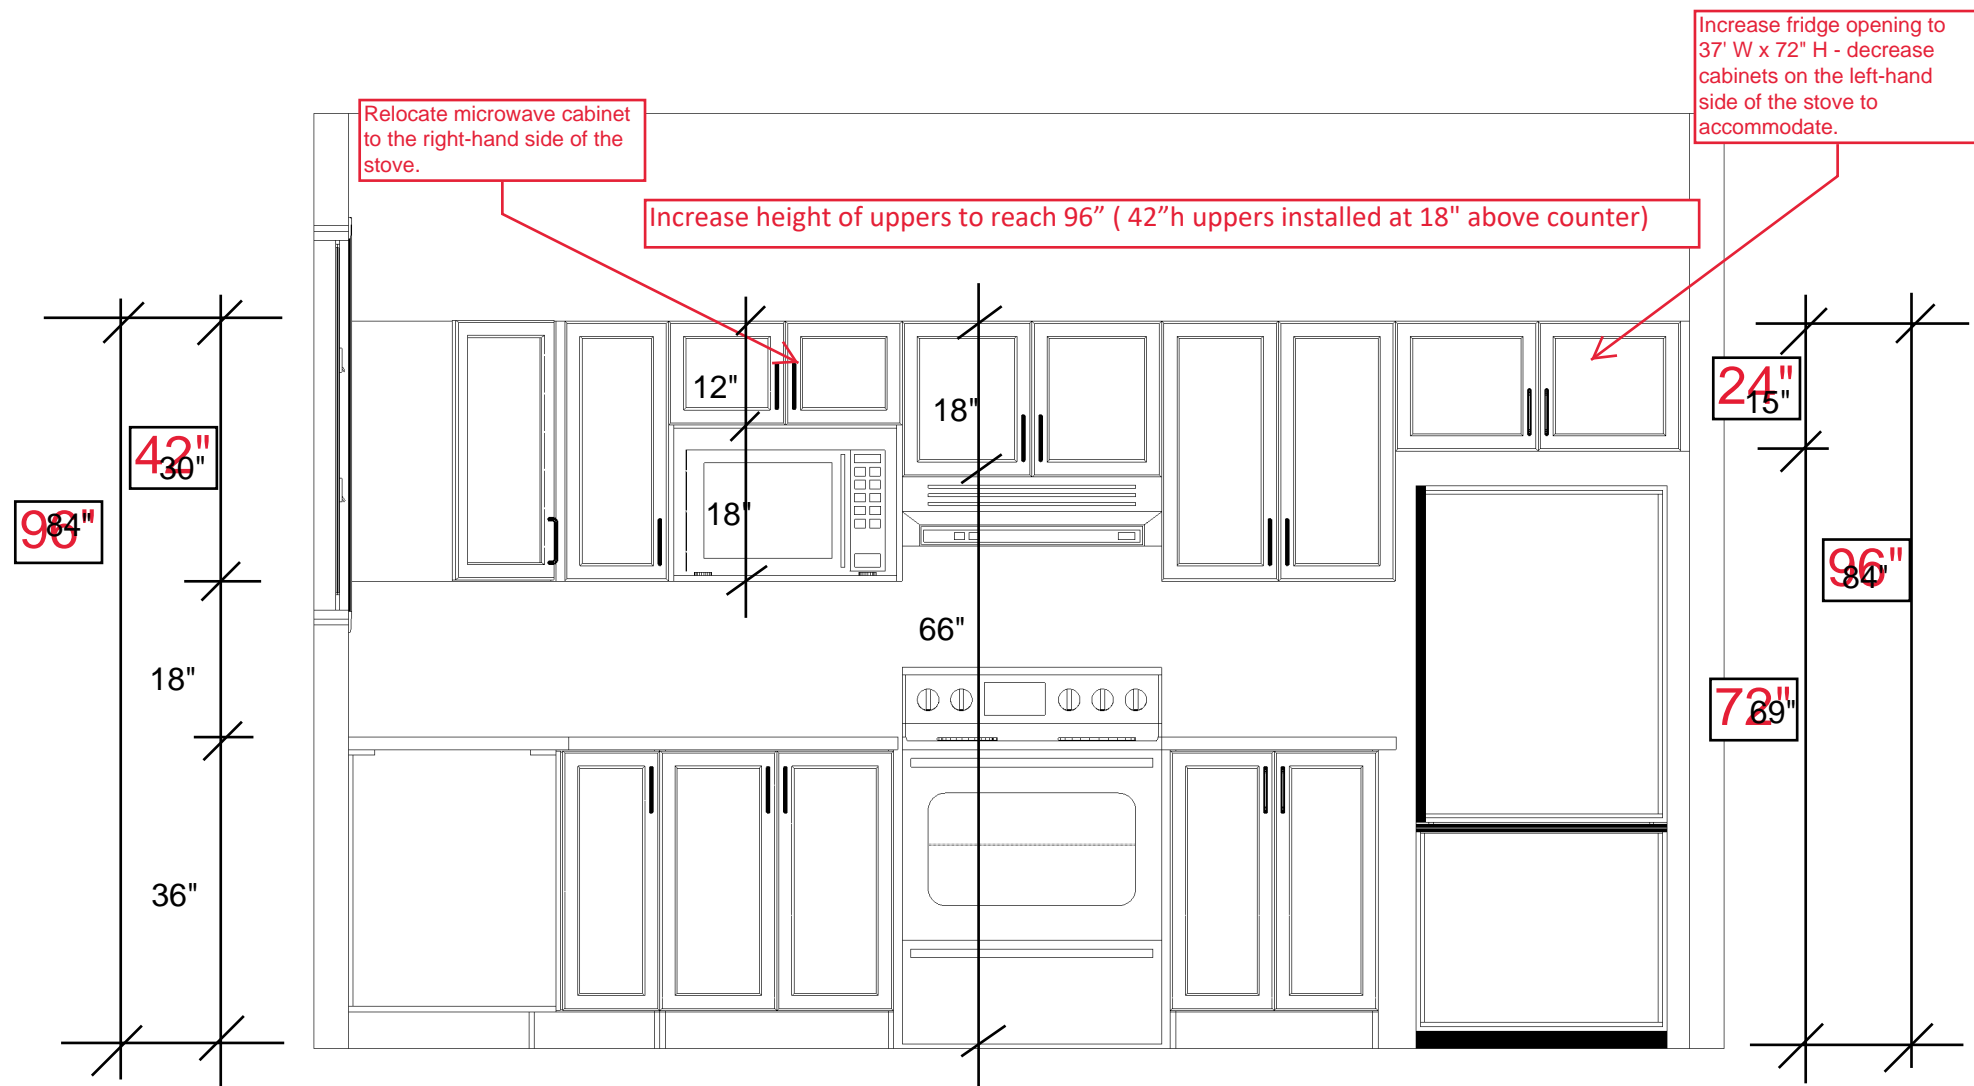 Increase fridge opening to
37' W x 72" H - decrease
cabinets on the left-hand
side of the stove to
accommodate.
Relocate microwave cabinet
to the right-hand side of the
stove.
Increase height of uppers to reach 96” ( 42”h uppers installed at 18" above counter)
12"
18"
24"
15"
42"
30"
18"
96"
84"
96"
84"
66"
18"
72"
69"
36"